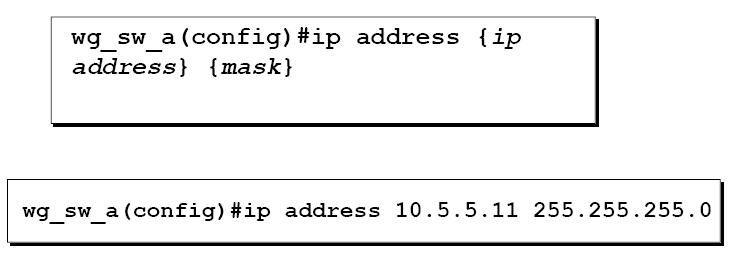 wg_sw_a(config)#ip address {ip
address} {mask}
wg_sw_a(config)#ip address 10.5.5.11 255.255.255.0